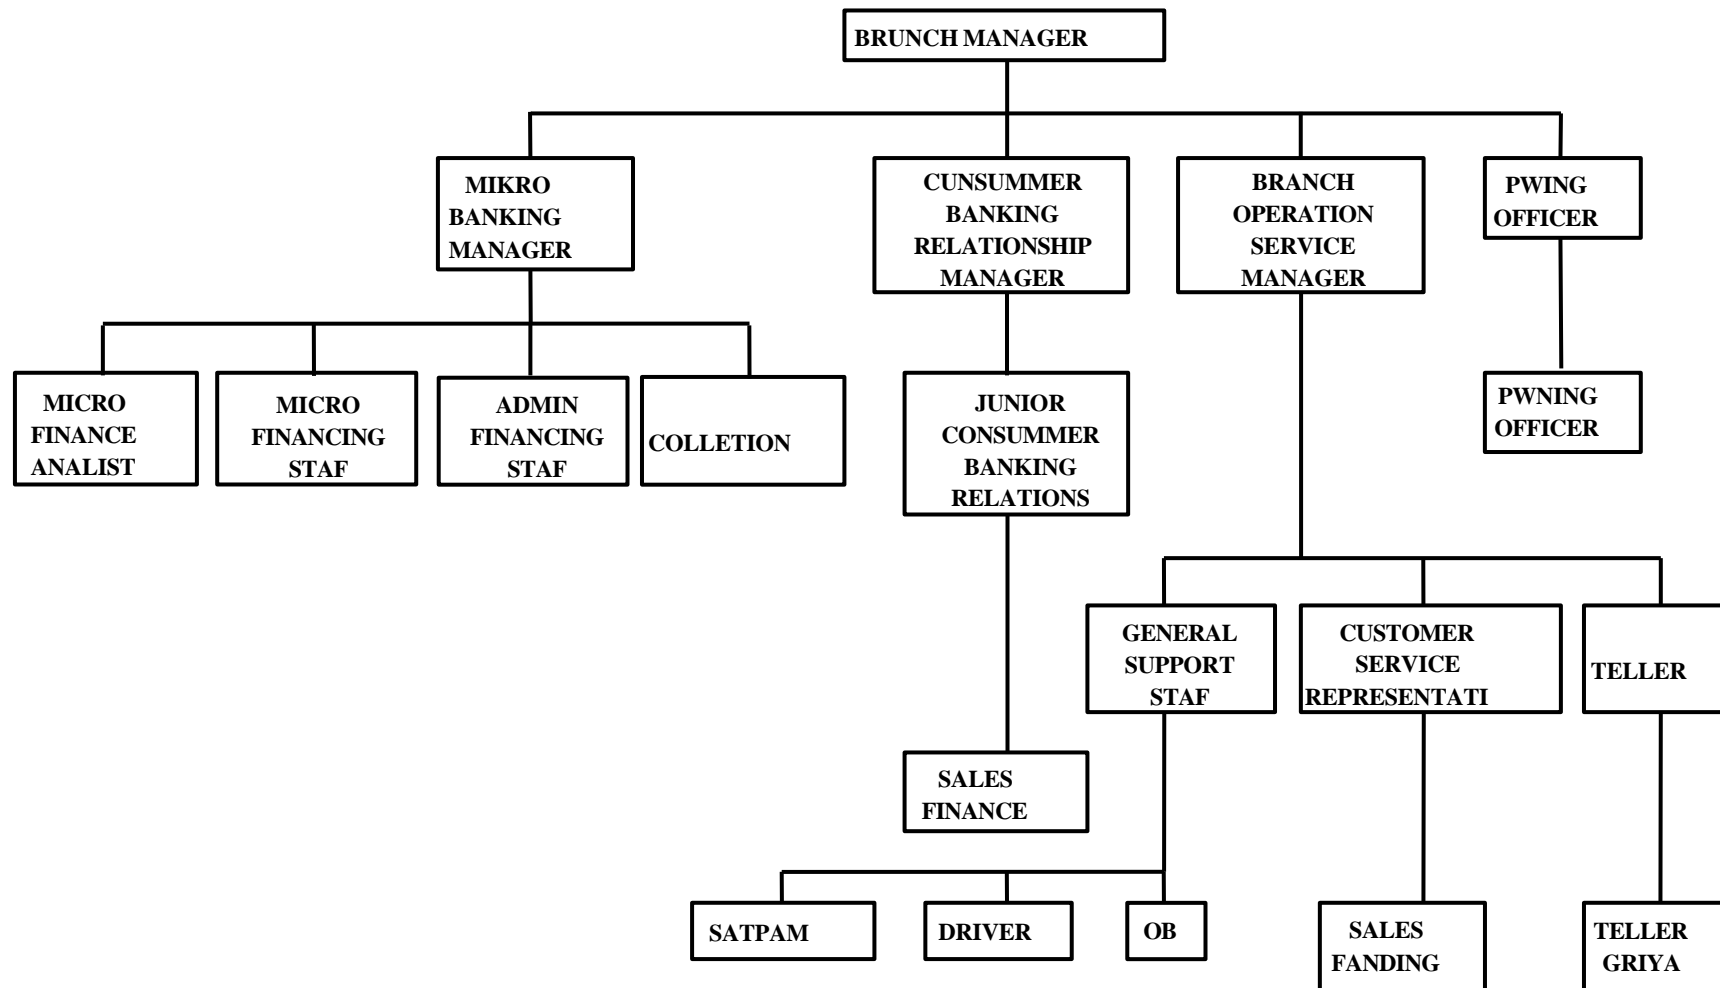 BRUNCH MANAGER
MIKRO
BANKING
MANAGER
CUNSUMMER
BANKING
RELATIONSHIP
MANAGER
BRANCH
OPERATION
SERVICE
MANAGER
PWING
OFFICER
MICRO
FINANCE
ANALIST
MICRO
FINANCING
STAF
ADMIN
FINANCING
STAF
COLLETION
JUNIOR
CONSUMMER
BANKING
RELATIONS
PWNING
OFFICER
GENERAL
SUPPORT
STAF
CUSTOMER
SERVICE
REPRESENTATI
TELLER
SALES
FINANCE
SATPAM
DRIVER
OB
SALES
FANDING
TELLER
GRIYA